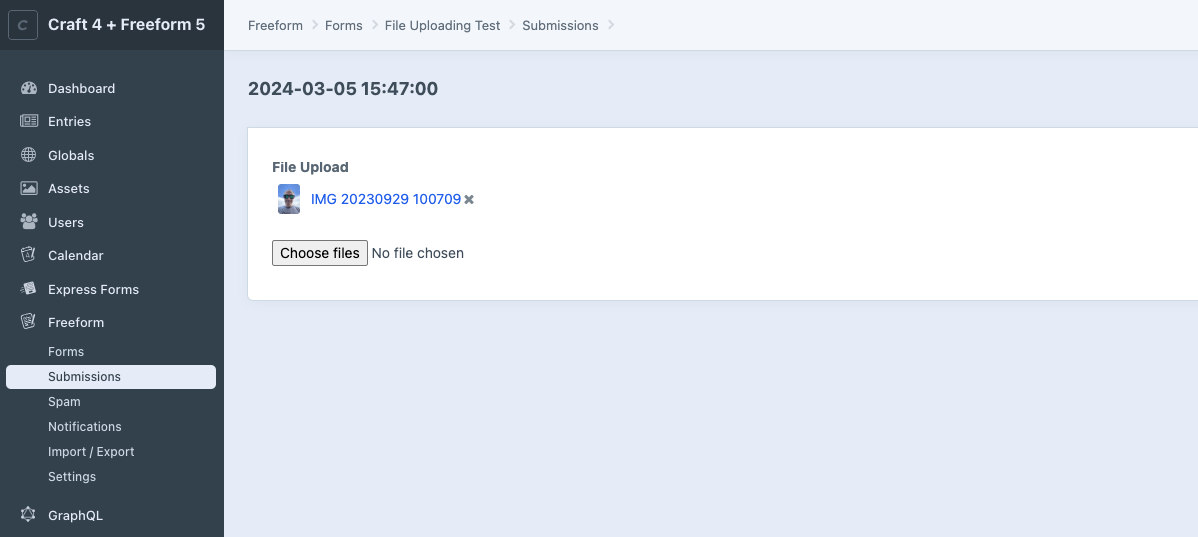 C Craft 4 + Freeform 5
Freeform Forms File Uploading Test Submissions
Dashboard
Entries
Globals
Assets
Users
Calendar
Express Forms
Freeform
Forms
Submissions
Spam
Notifications
Import / Export
Settings
GraphQL
2024-03-05 15:47:00
File Upload
IMG 20230929 100709
Choose files No file chosen